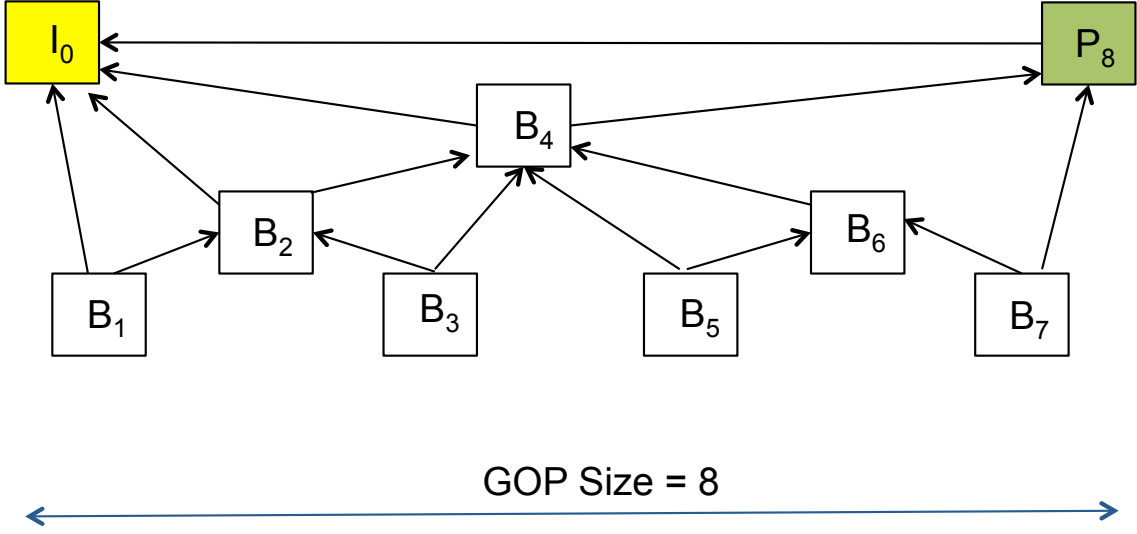 I₀
P₈
B₄
B₂
B₆
B₁
B₃
B₅
B₇
GOP Size = 8